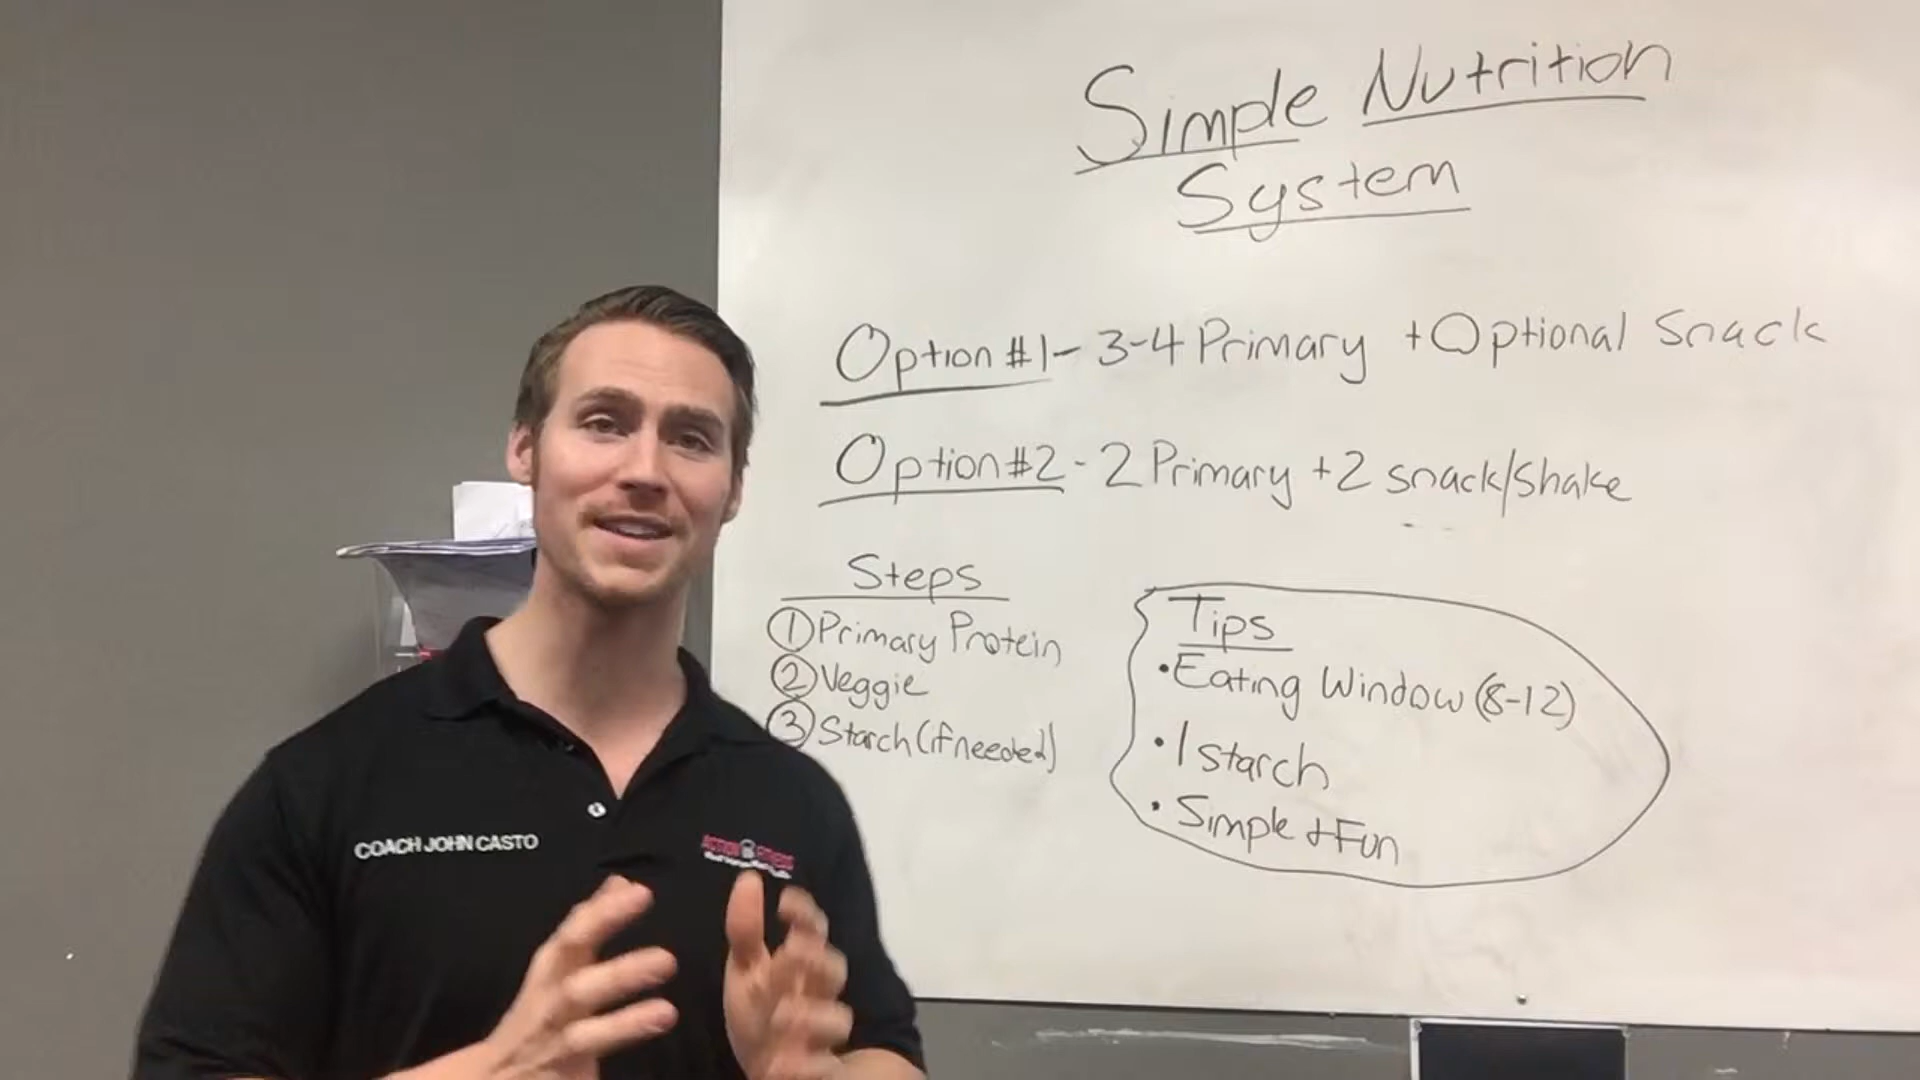 Simple Nutrition
System
Option #1- 3-4 Primary + Optional Snack
Option #2 - 2 Primary + 2 snack/shake
Steps
① Primary Protein
② Veggie
③ Starch (if needed)
Tips
• Eating Window (8-12)
• 1 starch
• Simple + Fun
COACH JOHN CASTO
ACTION FITNESS